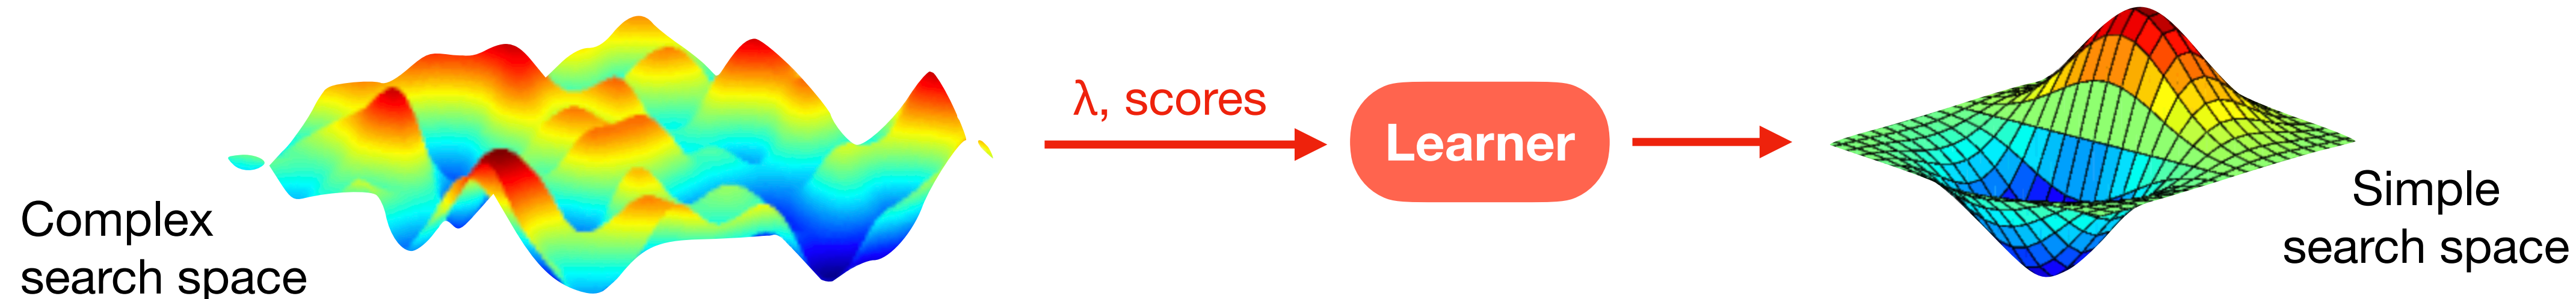 Complex
search space
λ, scores
Learner
Simple
search space